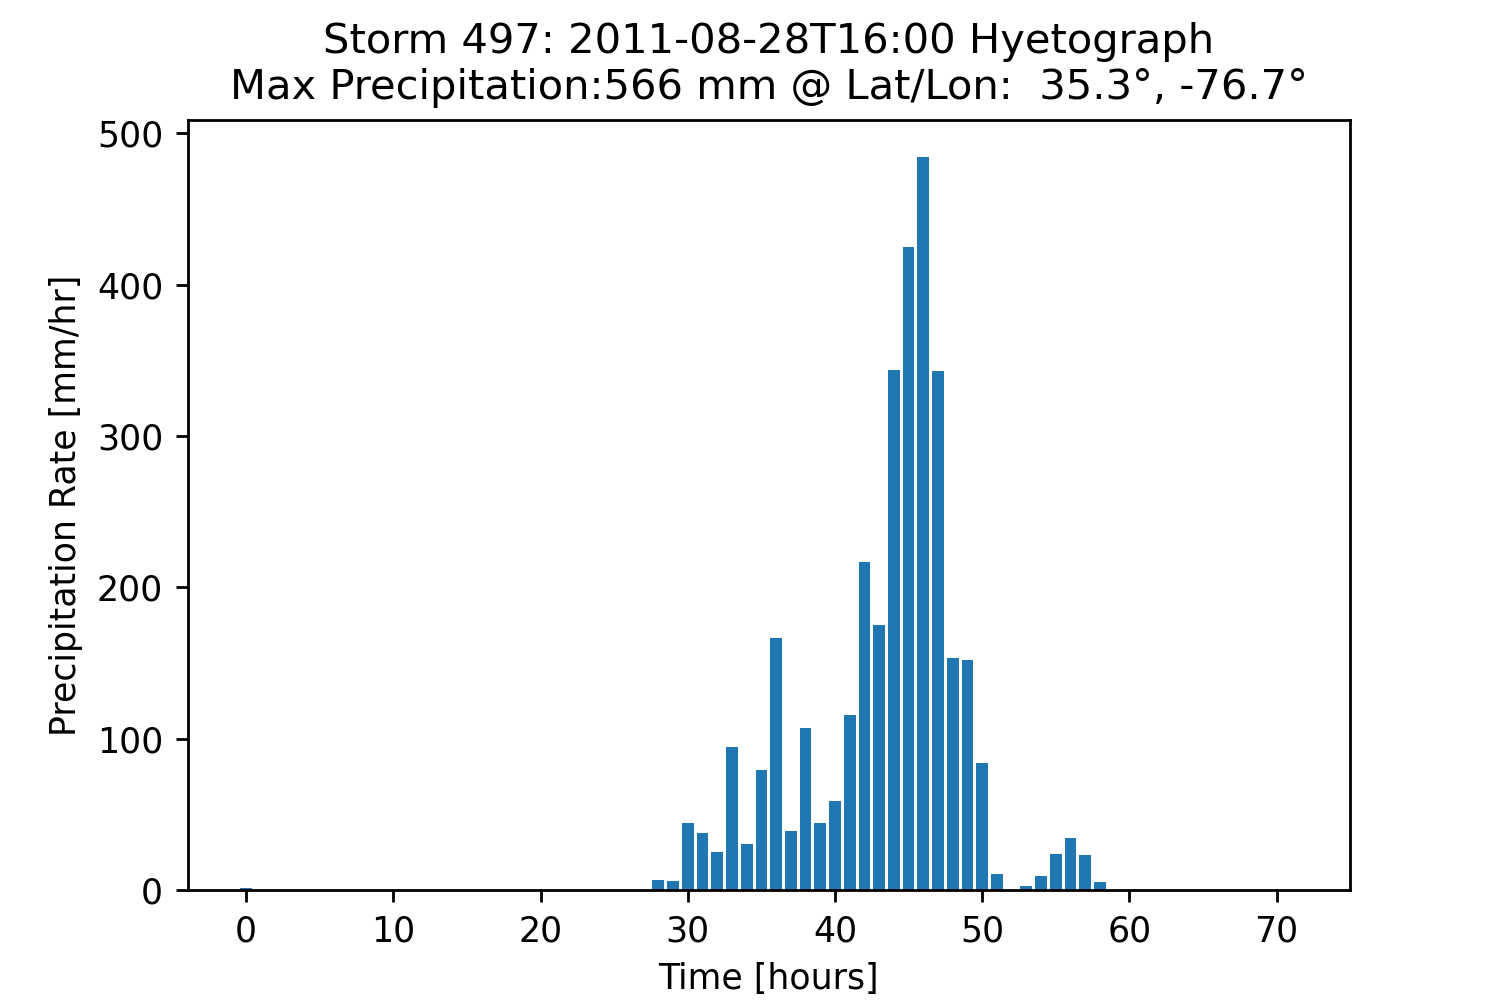 Storm 497: 2011-08-28T16:00 Hyetograph
Max Precipitation:566 mm @ Lat/Lon:  35.3°, -76.7°
Precipitation Rate [mm/hr]
500
400
300
200
100
0
0 10 20 30 40 50 60 70
Time [hours]